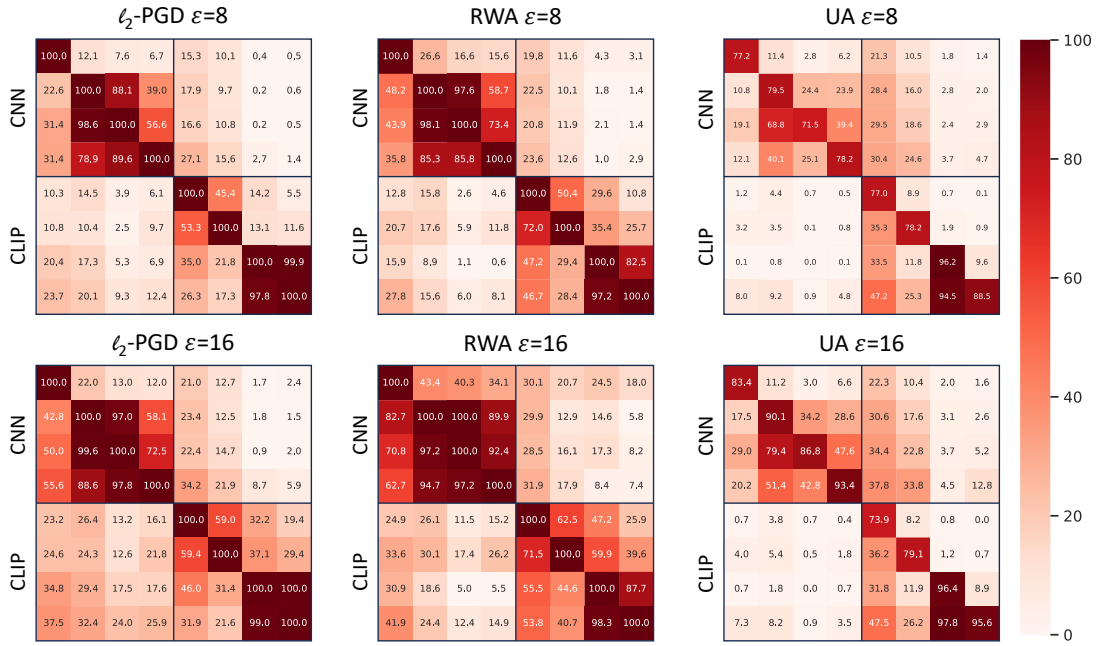 ℓ₂-PGD ε=8
RWA ε=8
UA ε=8
CNN
CLIP
100,0 12,1 7,6 6,7 15,3 10,1 0,4 0,5
22,6 100,0 88,1 39,0 17,9 9,7 0,2 0,6
31,4 98,6 100,0 56,6 16,6 10,8 0,2 0,5
31,4 78,9 89,6 100,0 27,1 15,6 2,7 1,4
10,3 14,5 3,9 6,1 100,0 45,4 14,2 5,5
10,8 10,4 2,5 9,7 53,3 100,0 13,1 11,6
20,4 17,3 5,3 6,9 35,0 21,8 100,0 99,9
23,7 20,1 9,3 12,4 26,3 17,3 97,8 100,0
CNN
CLIP
100,0 26,6 16,6 15,6 19,8 11,6 4,3 3,1
48,2 100,0 97,6 58,7 22,5 10,1 1,8 1,4
43,9 98,1 100,0 73,4 20,8 11,9 2,1 1,4
35,8 85,3 85,8 100,0 23,6 12,6 1,0 2,9
12,8 15,8 2,6 4,6 100,0 50,4 29,6 10,8
20,7 17,6 5,9 11,8 72,0 100,0 35,4 25,7
15,9 8,9 1,1 0,6 47,2 29,4 100,0 82,5
27,8 15,6 6,0 8,1 46,7 28,4 97,2 100,0
CNN
CLIP
77.2 11.4 2.8 6.2 21.3 10.5 1.8 1.4
10.8 79.5 24.4 23.9 28.4 16.0 2.8 2.0
19.1 68.8 71.5 39.4 29.5 18.6 2.4 2.9
12.1 40.1 25.1 78.2 30.4 24.6 3.7 4.7
1.2 4.4 0.7 0.5 77.0 8.9 0.7 0.1
3.2 3.5 0.1 0.8 35.3 78.2 1.9 0.9
0.1 0.8 0.0 0.1 33.5 11.8 96.2 9.6
8.0 9.2 0.9 4.8 47.2 25.3 94.5 88.5
ℓ₂-PGD ε=16
RWA ε=16
UA ε=16
CNN
CLIP
100.0 22.0 13.0 12.0 21.0 12.7 1.7 2.4
42.8 100.0 97.0 58.1 23.4 12.5 1.8 1.5
50.0 99.6 100.0 72.5 22.4 14.7 0.9 2.0
55.6 88.6 97.8 100.0 34.2 21.9 8.7 5.9
23.2 26.4 13.2 16.1 100.0 59.0 32.2 19.4
24.6 24.3 12.6 21.8 59.4 100.0 37.1 29.4
34.8 29.4 17.5 17.6 46.0 31.4 100.0 100.0
37.5 32.4 24.0 25.9 31.9 21.6 99.0 100.0
CNN
CLIP
100.0 43.4 40.3 34.1 30.1 20.7 24.5 18.0
82.7 100.0 100.0 89.9 29.9 12.9 14.6 5.8
70.8 97.2 100.0 92.4 28.5 16.1 17.3 8.2
62.7 94.7 97.2 100.0 31.9 17.9 8.4 7.4
24.9 26.1 11.5 15.2 100.0 62.5 47.2 25.9
33.6 30.1 17.4 26.2 71.5 100.0 59.9 39.6
30.9 18.6 5.0 5.5 55.5 44.6 100.0 87.7
41.9 24.4 12.4 14.9 53.8 40.7 98.3 100.0
CNN
CLIP
83.4 11.2 3.0 6.6 22.3 10.4 2.0 1.6
17.5 90.1 34.2 28.6 30.6 17.6 3.1 2.6
29.0 79.4 86.8 47.6 34.4 22.8 3.7 5.2
20.2 51.4 42.8 93.4 37.8 33.8 4.5 12.8
0.7 3.8 0.7 0.4 73.9 8.2 0.8 0.0
4.0 5.4 0.5 1.8 36.2 79.1 1.2 0.7
0.7 1.8 0.0 0.7 31.8 11.9 96.4 8.9
7.3 8.2 0.9 3.5 47.5 26.2 97.8 95.6
100
80
60
40
20
0